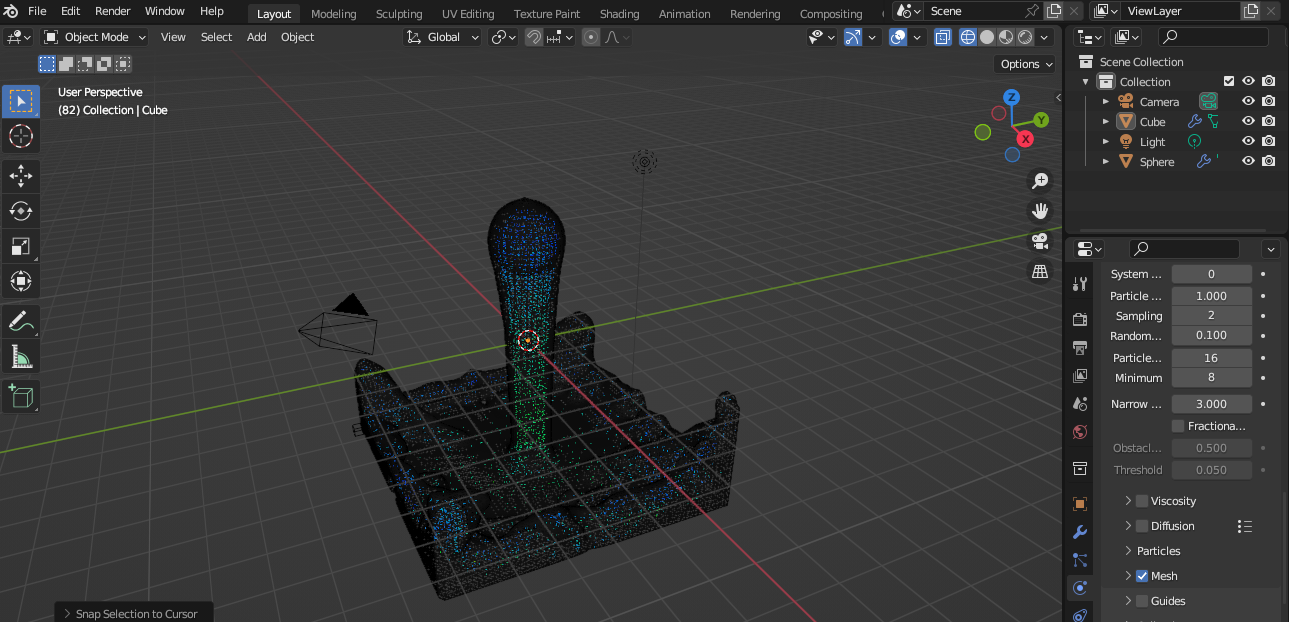 File Edit Render Window Help Layout Modeling Sculpting UV Editing Texture Paint Shading Animation Rendering Compositing Scene ViewLayer
Object Mode View Select Add Object Global
Options
User Perspective
(82) Collection | Cube
Z
Y
X
Scene Collection
Collection
Camera
Cube
Light
Sphere
System ... 0
Particle ... 1.000
Sampling 2
Random... 0.100
Particle... 16
Minimum 8
Narrow ... 3.000
Fractiona...
Obstacl... 0.500
Threshold 0.050
Viscosity
Diffusion
Particles
Mesh
Guides
Snap Selection to Cursor